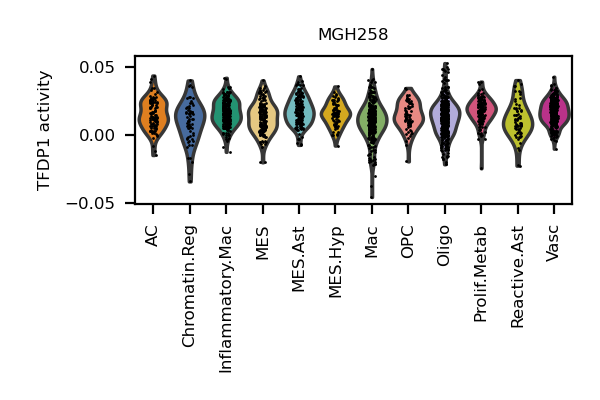 MGH258
TFDP1 activity
0.05
0.00
−0.05
AC
Chromatin.Reg
Inflammatory.Mac
MES
MES.Ast
MES.Hyp
Mac
OPC
Oligo
Prolif.Metab
Reactive.Ast
Vasc